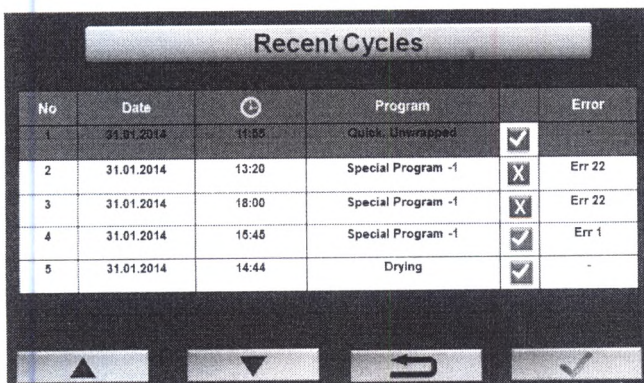 Recent Cycles
No Date Program Error
1 31.01.2014 11:55 Quick, Unwrapped -
2 31.01.2014 13:20 Special Program -1 X Err 22
3 31.01.2014 18:00 Special Program -1 X Err 22
4 31.01.2014 15:45 Special Program -1 Err 1
5 31.01.2014 14:44 Drying -